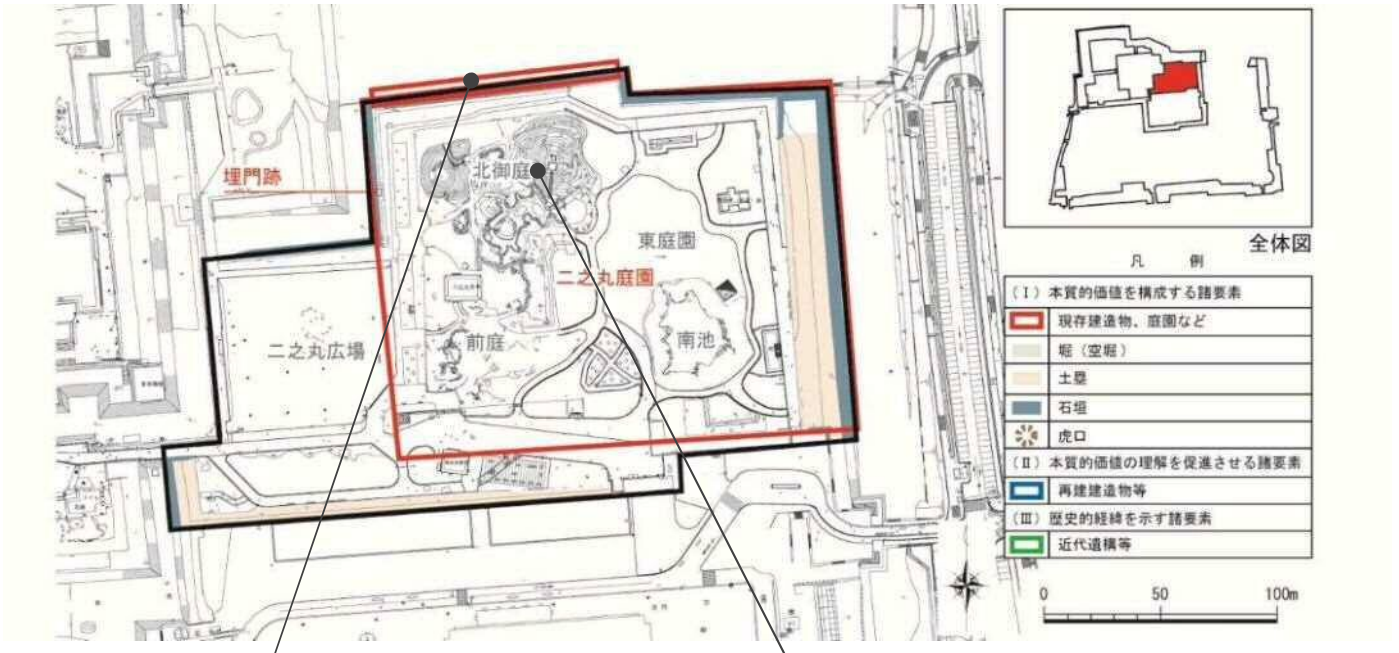 埋門跡
北御庭
東庭園
二之丸庭園
二之丸広場
前庭
南池
全体図
凡 例
(Ⅰ) 本質的価値を構成する諸要素
現存建造物、庭園など
堀(空堀)
土塁
石垣
虎口
(Ⅱ) 本質的価値の理解を促進させる諸要素
再建建造物等
(Ⅲ) 歴史的経緯を示す諸要素
近代遺構等
0 50 100m